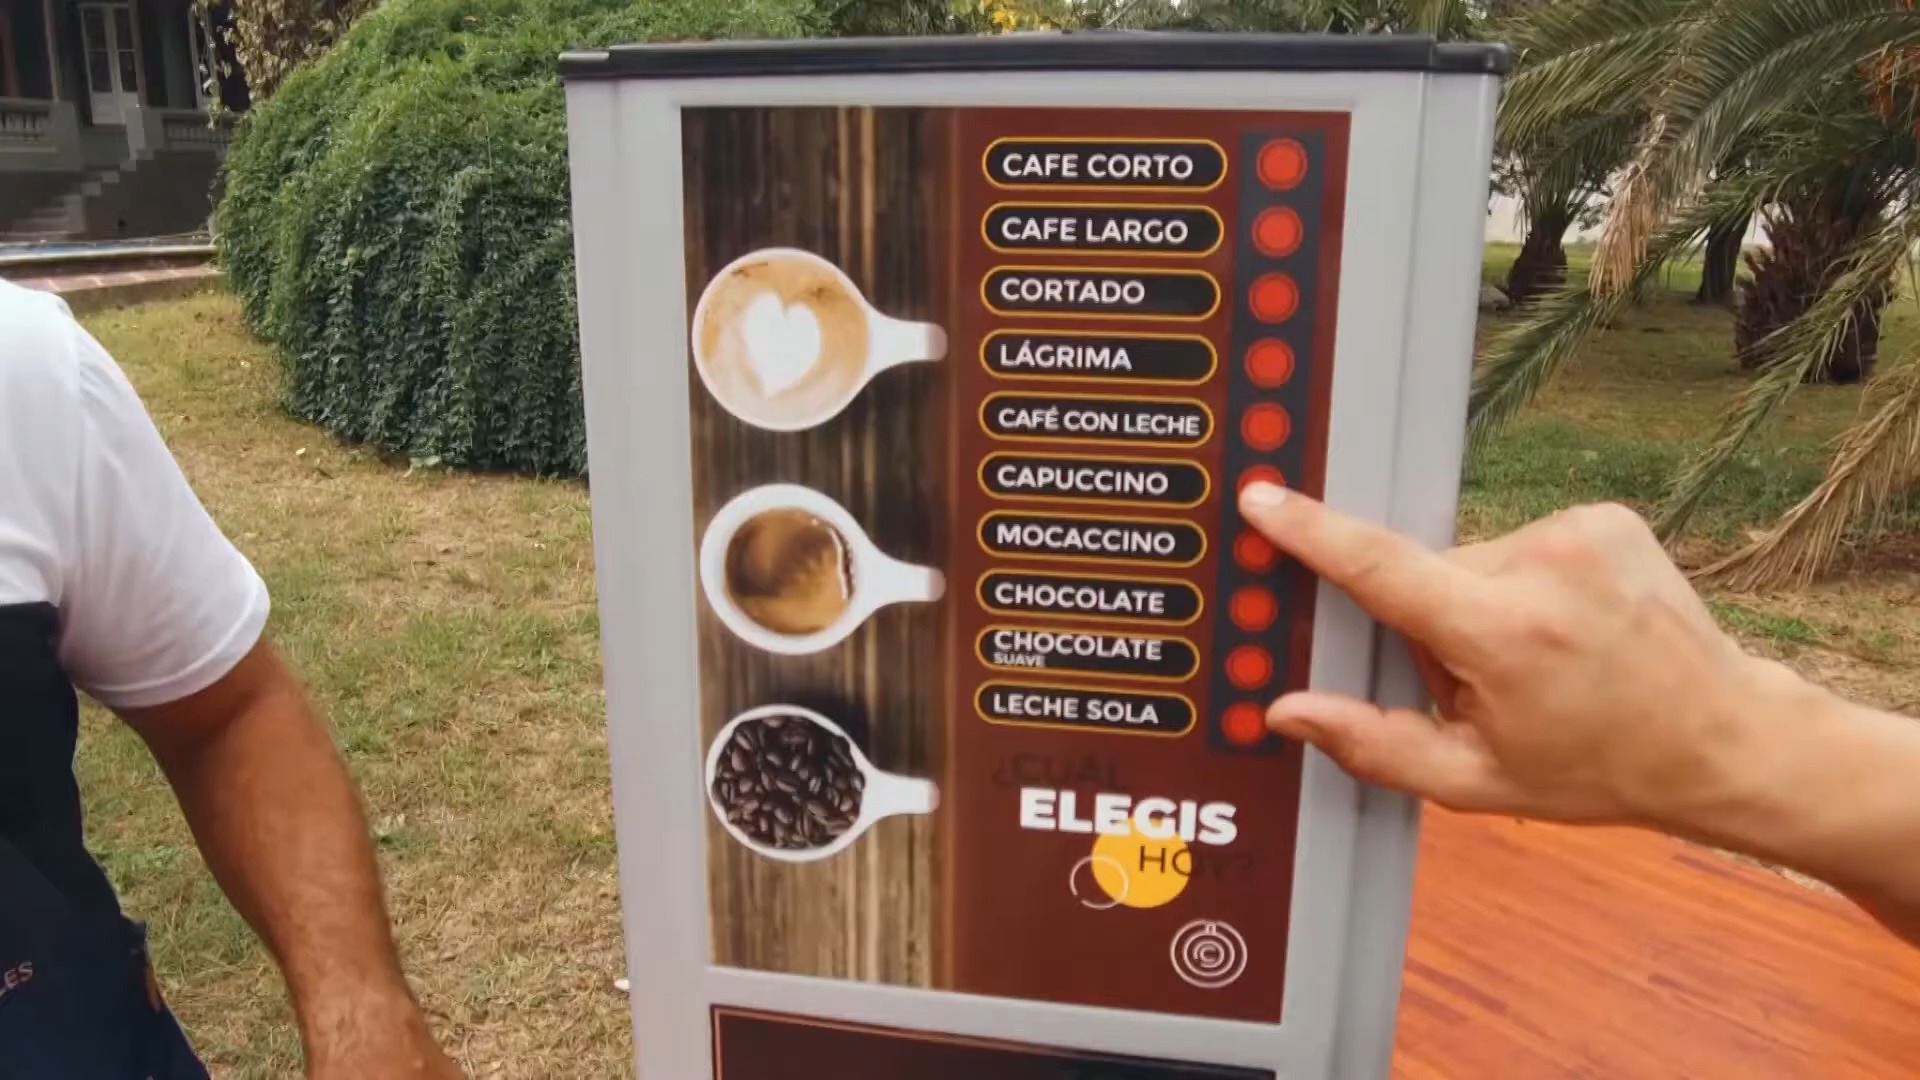 CAFE CORTO
CAFE LARGO
CORTADO
LÁGRIMA
CAFÉ CON LECHE
CAPUCCINO
MOCACCINO
CHOCOLATE
CHOCOLATE
SUAVE
LECHE SOLA
¿CUÁL
ELEGIS
HOY?
LES